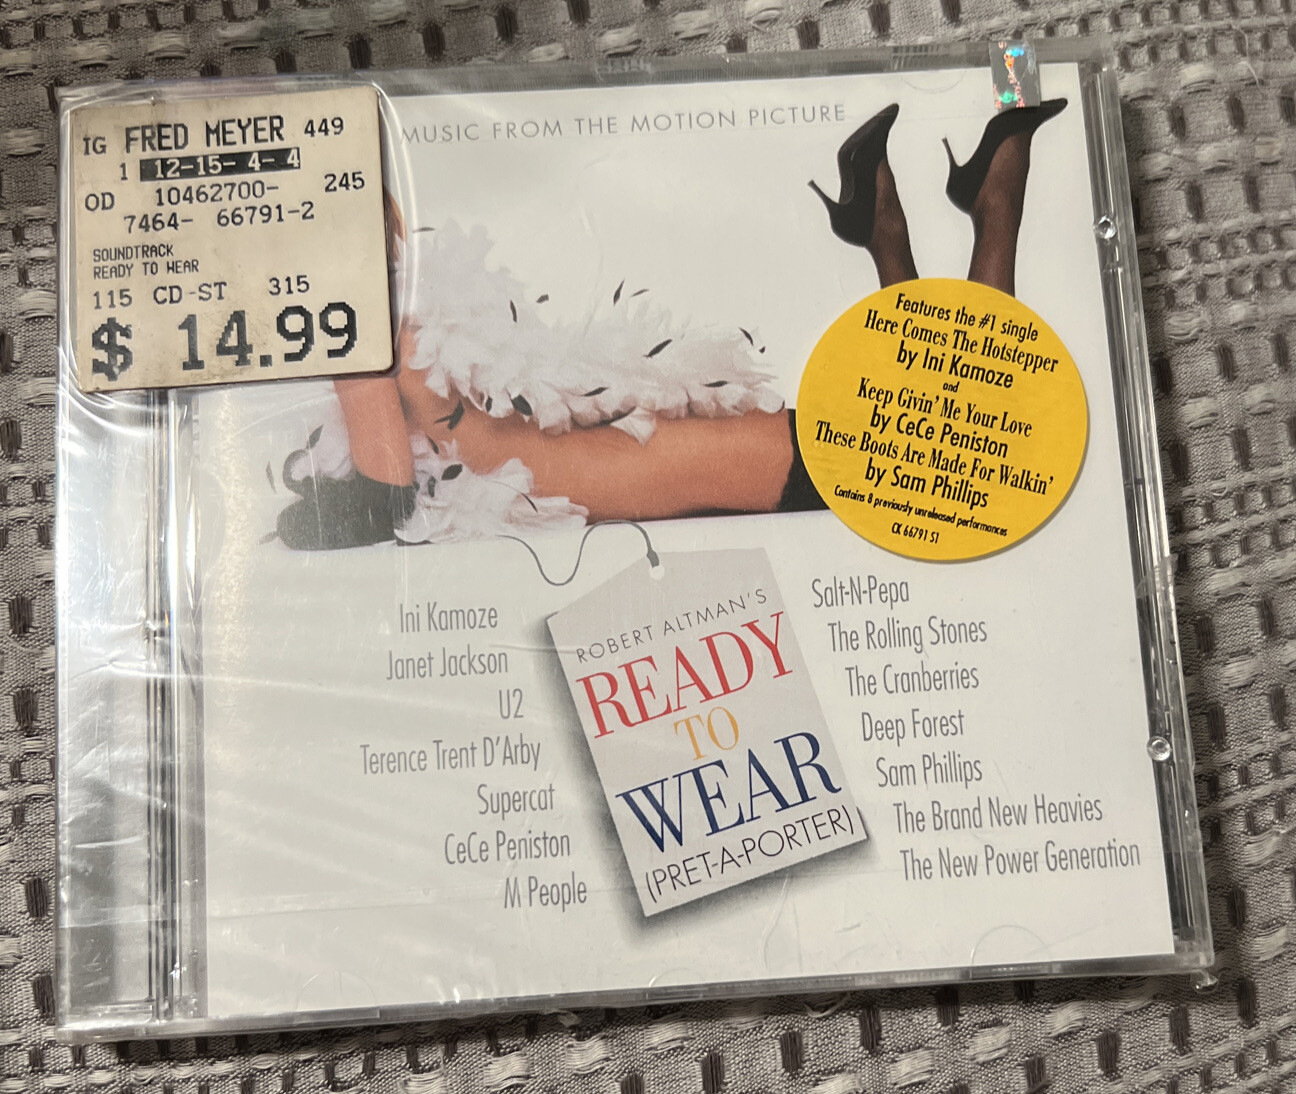 IG FRED MEYER 449
1 12-15- 4- 4
OD 10462700- 245
7464- 66791-2
SOUNDTRACK
READY TO WEAR
115 CD-ST 315
$ 14.99
MUSIC FROM THE MOTION PICTURE
Features the #1 single
Here Comes The Hotstepper
by Ini Kamoze
and
Keep Givin' Me Your Love
by CeCe Peniston
These Boots Are Made For Walkin'
by Sam Phillips
Contains 8 previously unreleased performances
CK 66791 S1
Ini Kamoze
Janet Jackson
U2
Terence Trent D'Arby
Supercat
CeCe Peniston
M People
ROBERT ALTMAN'S
READY
TO
WEAR
(PRET-A-PORTER)
Salt-N-Pepa
The Rolling Stones
The Cranberries
Deep Forest
Sam Phillips
The Brand New Heavies
The New Power Generation